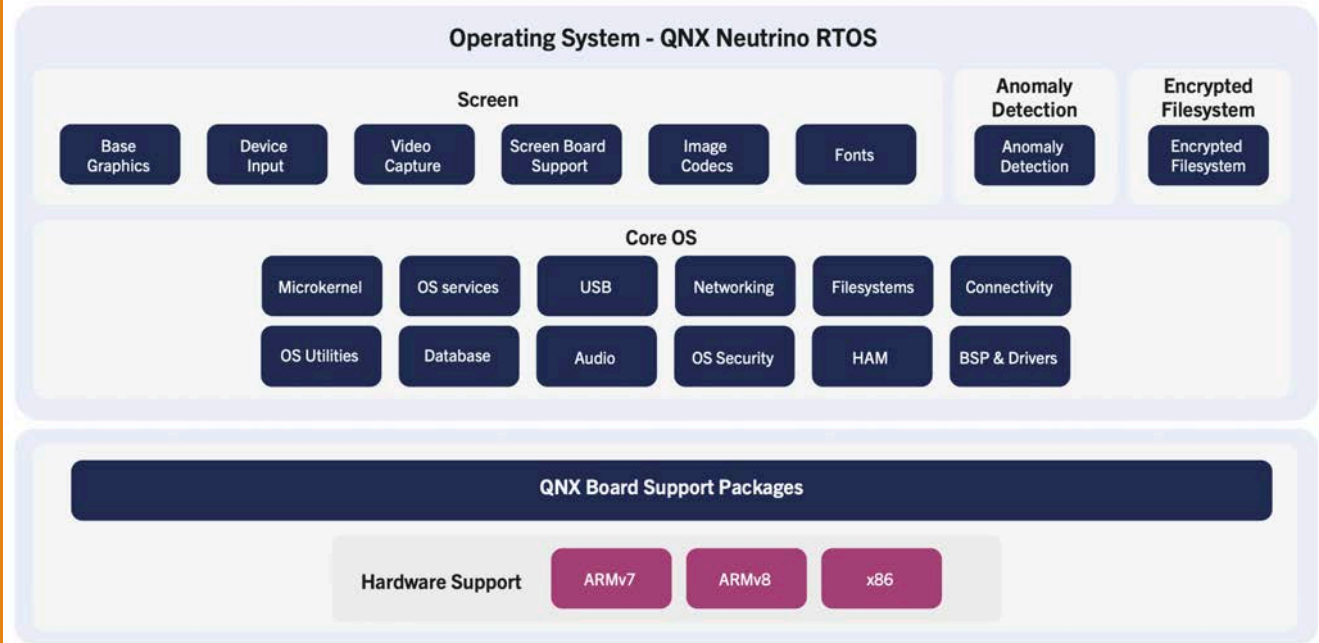 Operating System - QNX Neutrino RTOS
Screen
Base
Graphics
Device
Input
Video
Capture
Screen Board
Support
Image
Codecs
Fonts
Anomaly
Detection
Anomaly
Detection
Encrypted
Filesystem
Encrypted
Filesystem
Core OS
Microkernel
OS services
USB
Networking
Filesystems
Connectivity
OS Utilities
Database
Audio
OS Security
HAM
BSP & Drivers
QNX Board Support Packages
Hardware Support
ARMv7
ARMv8
x86